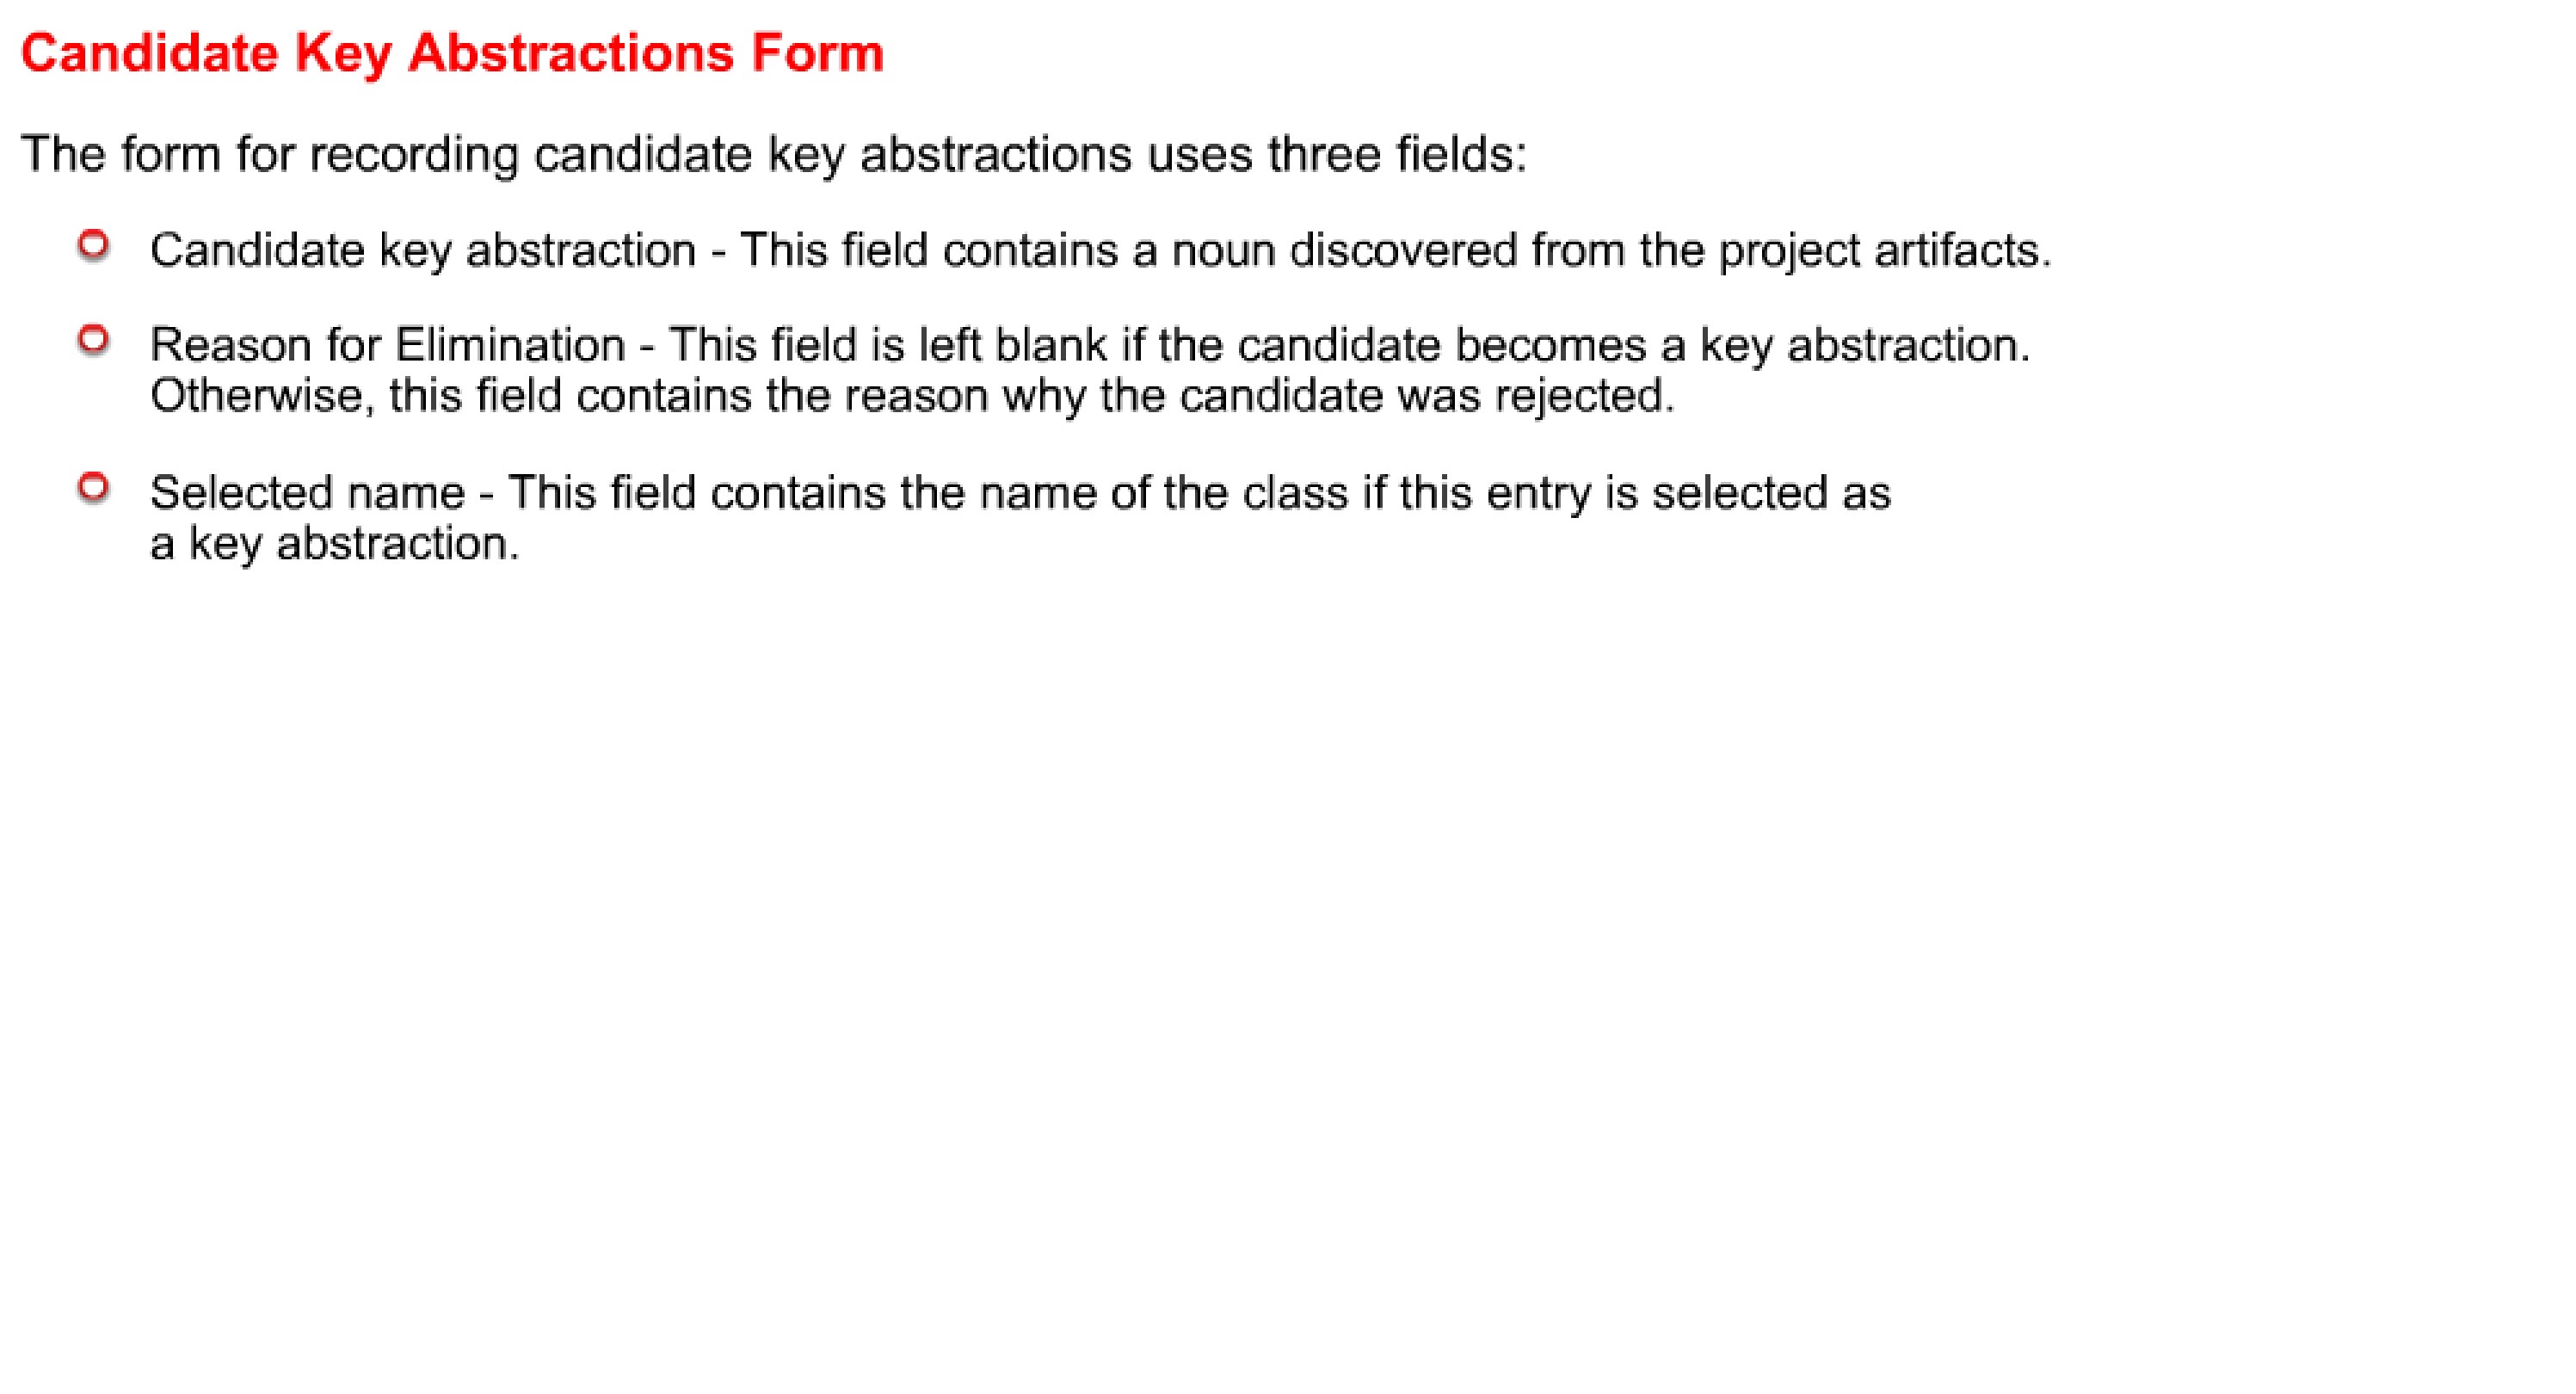 Candidate Key Abstractions Form
The form for recording candidate key abstractions uses three fields:
Candidate key abstraction - This field contains a noun discovered from the project artifacts.
Reason for Elimination - This field is left blank if the candidate becomes a key abstraction.
Otherwise, this field contains the reason why the candidate was rejected.
Selected name - This field contains the name of the class if this entry is selected as
a key abstraction.